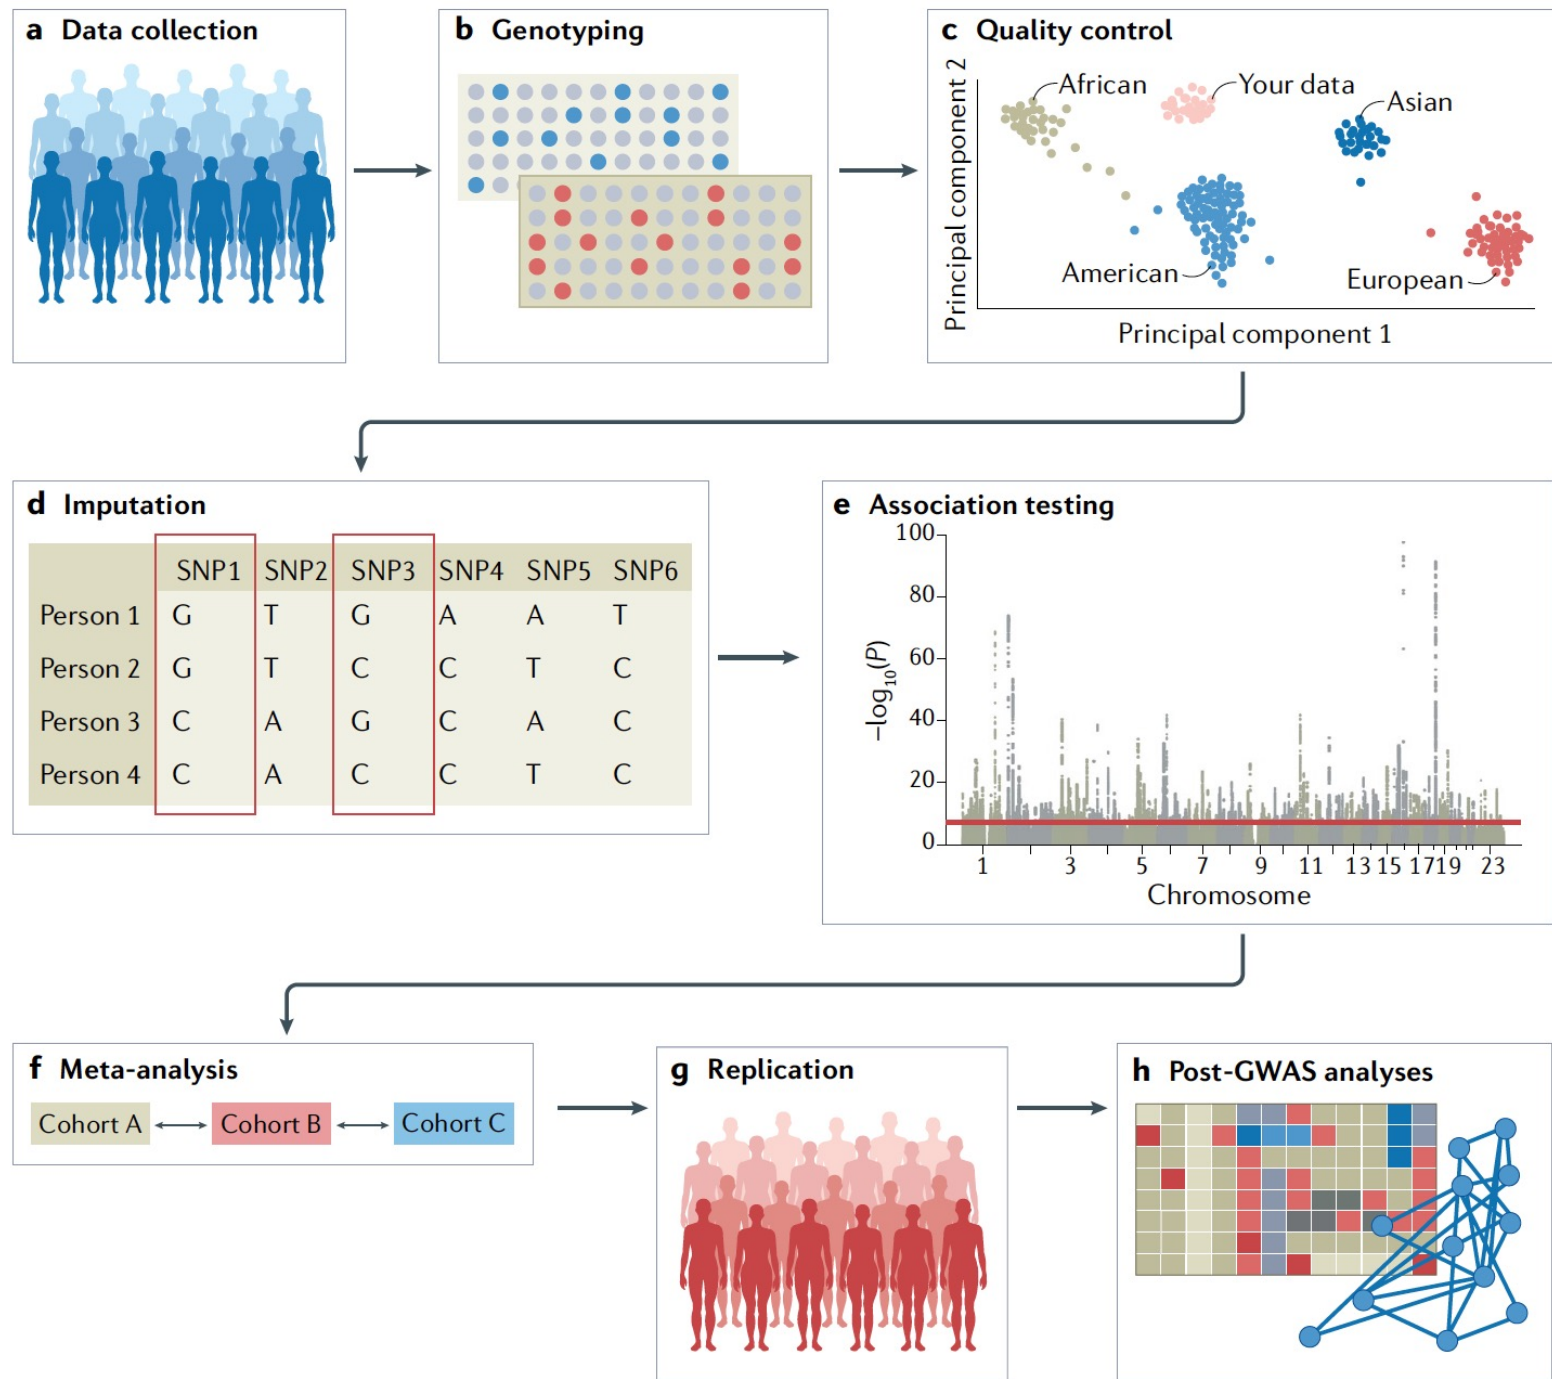 a Data collection
b Genotyping
c Quality control
Principal component 2
African
Your data
Asian
American
European
Principal component 1
d Imputation
SNP1 SNP2 SNP3 SNP4 SNP5 SNP6
Person 1 G T G A A T
Person 2 G T C C T C
Person 3 C A G C A C
Person 4 C A C C T C
e Association testing
–log10(P)
100
80
60
40
20
0
1 3 5 7 9 11 13 15 17 19 23
Chromosome
f Meta-analysis
Cohort A Cohort B Cohort C
g Replication
h Post-GWAS analyses